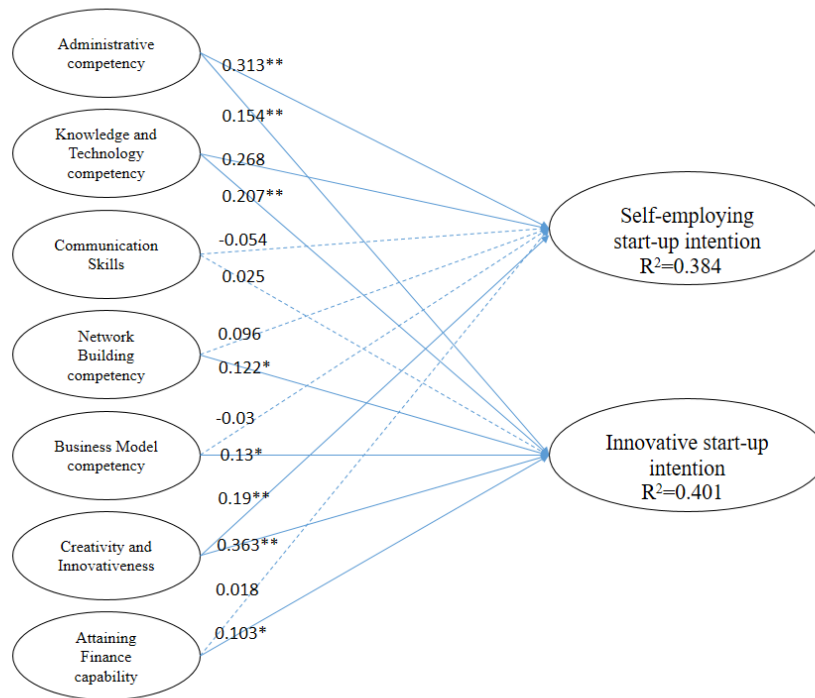 Administrative
competency
0.313**
0.154**
Knowledge and
Technology
competency
0.268
0.207**
Communication
Skills
-0.054
0.025
Network
Building
competency
0.096
0.122*
Business Model
competency
-0.03
0.13*
Creativity and
Innovativeness
0.19**
0.363**
Attaining
Finance
capability
0.018
0.103*
Self-employing
start-up intention
R²=0.384
Innovative start-up
intention
R²=0.401